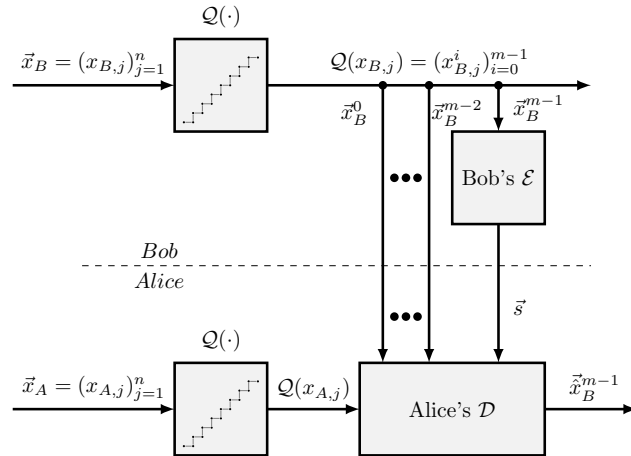 𝒬(·)
x⃗_B = (x_{B,j})_{j=1}^{n}
𝒬(x_{B,j}) = (x_{B,j}^{i})_{i=0}^{m−1}
x⃗_B^{0}
x⃗_B^{m−2}
x⃗_B^{m−1}
Bob's ℰ
Bob
Alice
s⃗
𝒬(·)
x⃗_A = (x_{A,j})_{j=1}^{n}
𝒬(x_{A,j})
Alice's 𝒟
x̂⃗_B^{m−1}